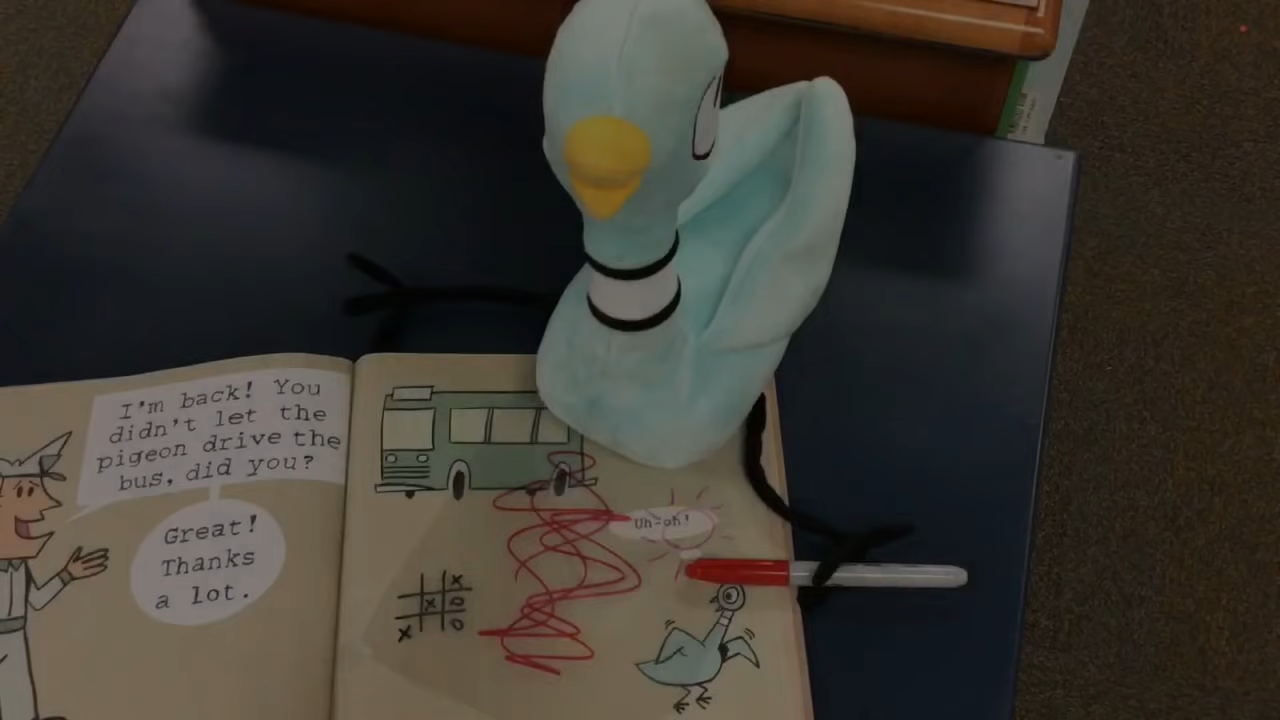 I'm back! You
didn't let the
pigeon drive the
bus, did you?
Great!
Thanks
a lot.
Uh-oh!
X
X O
X O